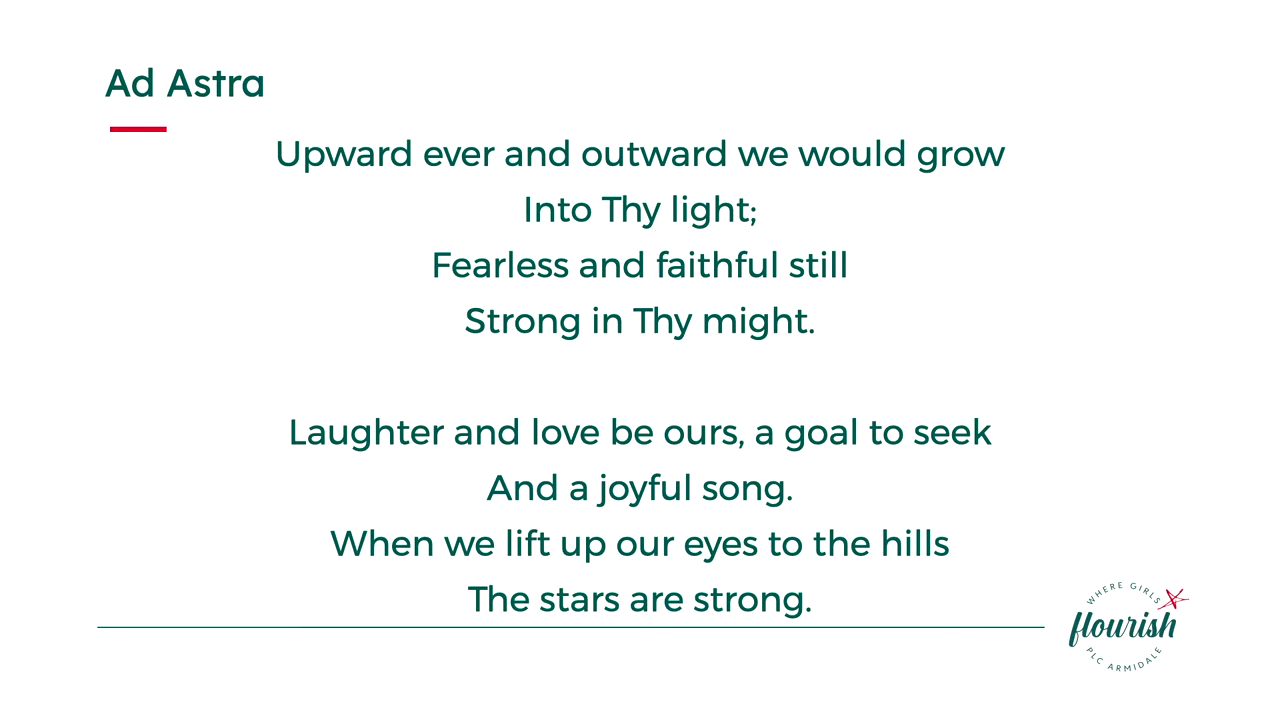 Ad Astra
Upward ever and outward we would grow
Into Thy light;
Fearless and faithful still
Strong in Thy might.
Laughter and love be ours, a goal to seek
And a joyful song.
When we lift up our eyes to the hills
The stars are strong.
WHERE GIRLS
flourish
PLC ARMIDALE